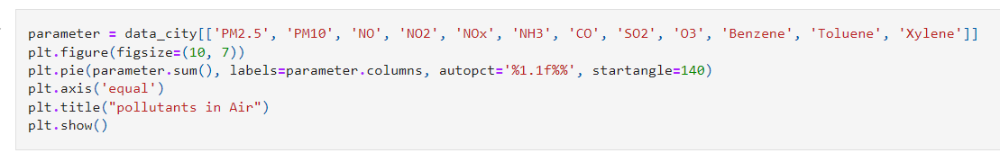 parameter = data_city[['PM2.5', 'PM10', 'NO', 'NO2', 'NOx', 'NH3', 'CO', 'SO2', 'O3', 'Benzene', 'Toluene', 'Xylene']]
plt.figure(figsize=(10, 7))
plt.pie(parameter.sum(), labels=parameter.columns, autopct='%1.1f%%', startangle=140)
plt.axis('equal')
plt.title("pollutants in Air")
plt.show()